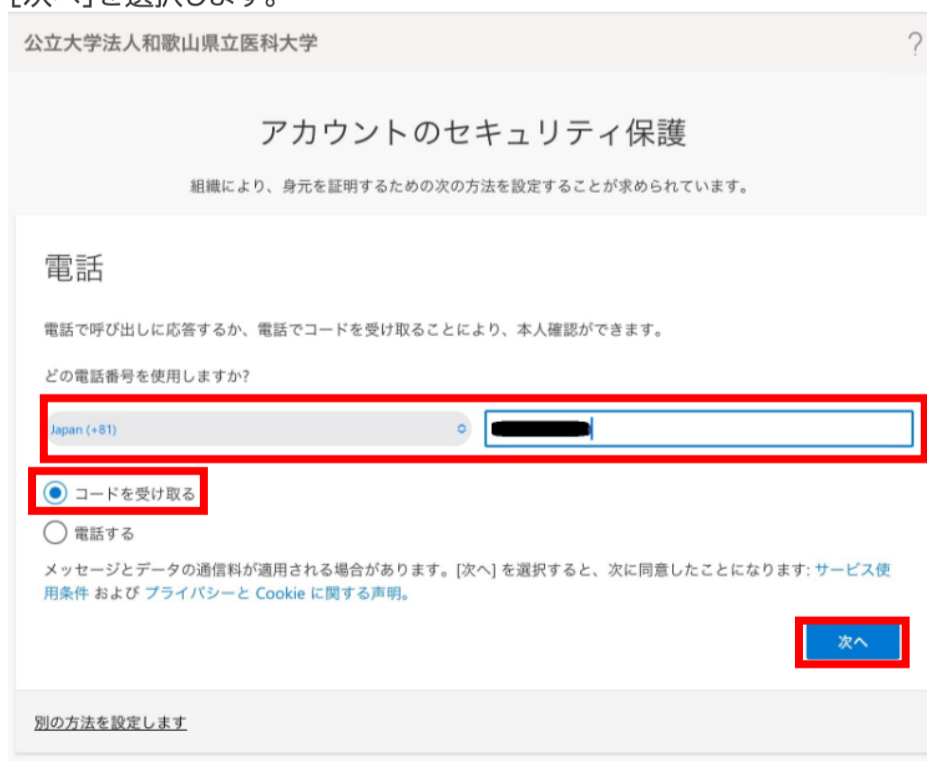 [次へ]を選択します。
公立大学法人和歌山県立医科大学
?
アカウントのセキュリティ保護
組織により、身元を証明するための次の方法を設定することが求められています。
電話
電話で呼び出しに応答するか、電話でコードを受け取ることにより、本人確認ができます。
どの電話番号を使用しますか?
Japan (+81)
コードを受け取る
電話する
メッセージとデータの通信料が適用される場合があります。[次へ] を選択すると、次に同意したことになります: サービス使
用条件 および プライバシーと Cookie に関する声明。
次へ
別の方法を設定します